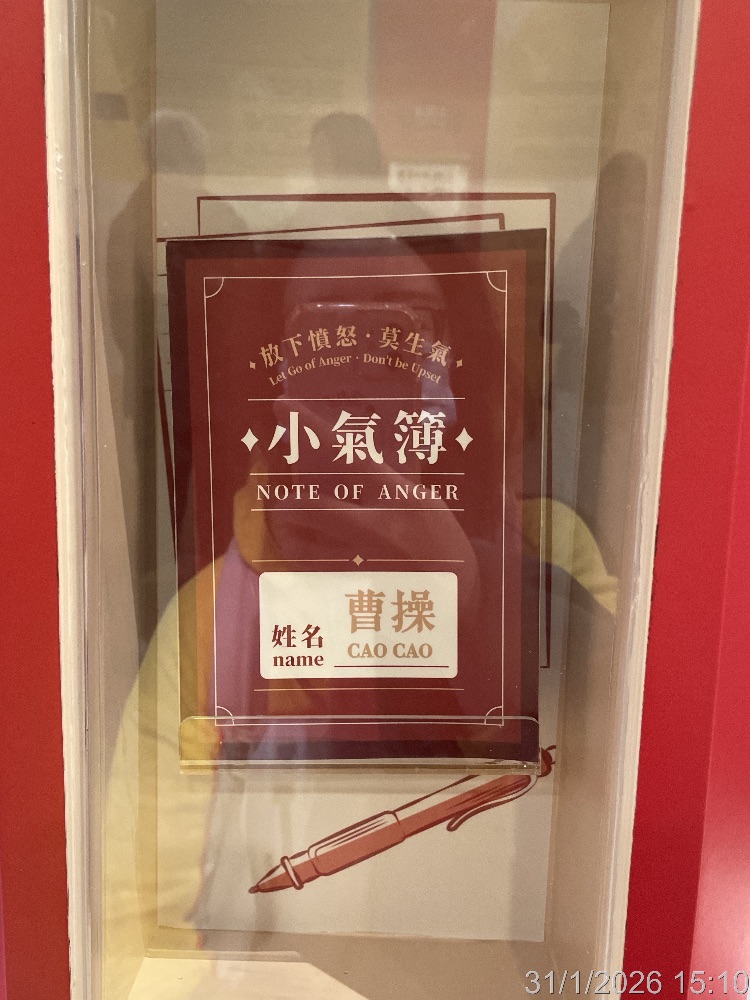 放下憤怒·莫生氣
Let Go of Anger · Don't be Upset
小氣簿
NOTE OF ANGER
姓名
name
曹操
CAO CAO
31/1/2026 15:10